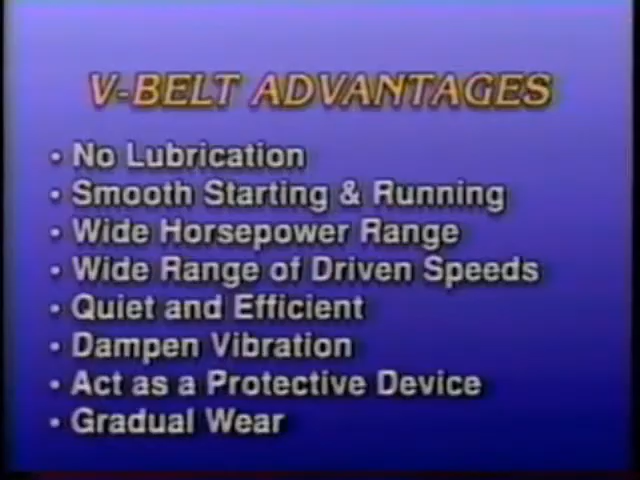 V-BELT ADVANTAGES
• No Lubrication
• Smooth Starting & Running
• Wide Horsepower Range
• Wide Range of Driven Speeds
• Quiet and Efficient
• Dampen Vibration
• Act as a Protective Device
• Gradual Wear